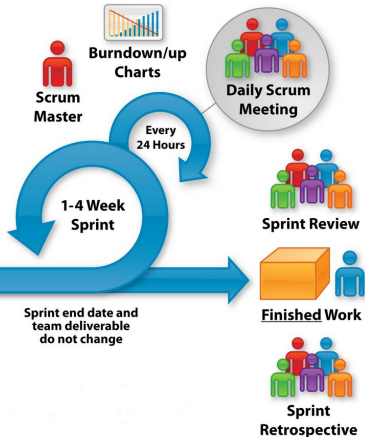 Burndown/up
Charts
Scrum
Master
Daily Scrum
Meeting
Every
24 Hours
1-4 Week
Sprint
Sprint Review
Sprint end date and
team deliverable
do not change
Finished Work
Sprint
Retrospective